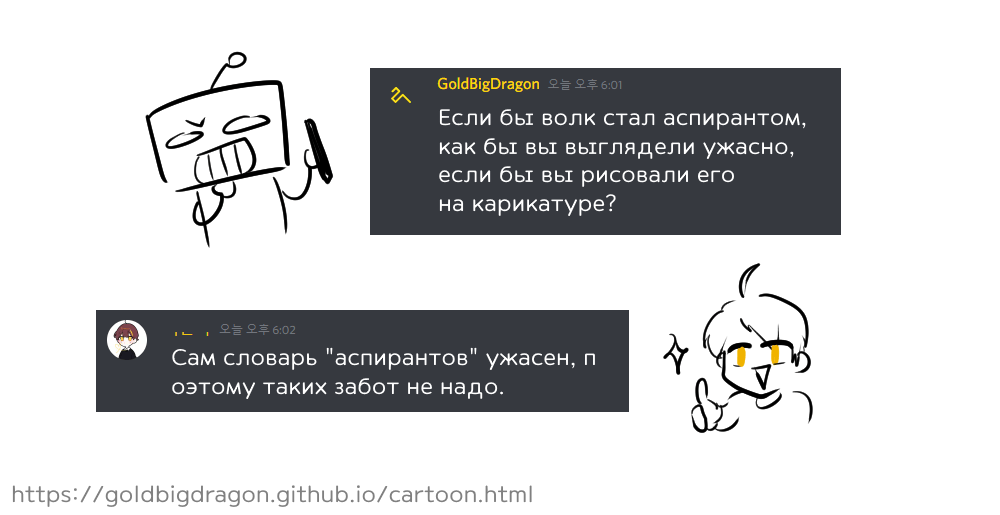 GoldBigDragon 오늘 오후 6:01
Если бы волк стал аспирантом,
как бы вы выглядели ужасно,
если бы вы рисовали его
на карикатуре?
오늘 오후 6:02
Сам словарь "аспирантов" ужасен, п
оэтому таких забот не надо.
https://goldbigdragon.github.io/cartoon.html